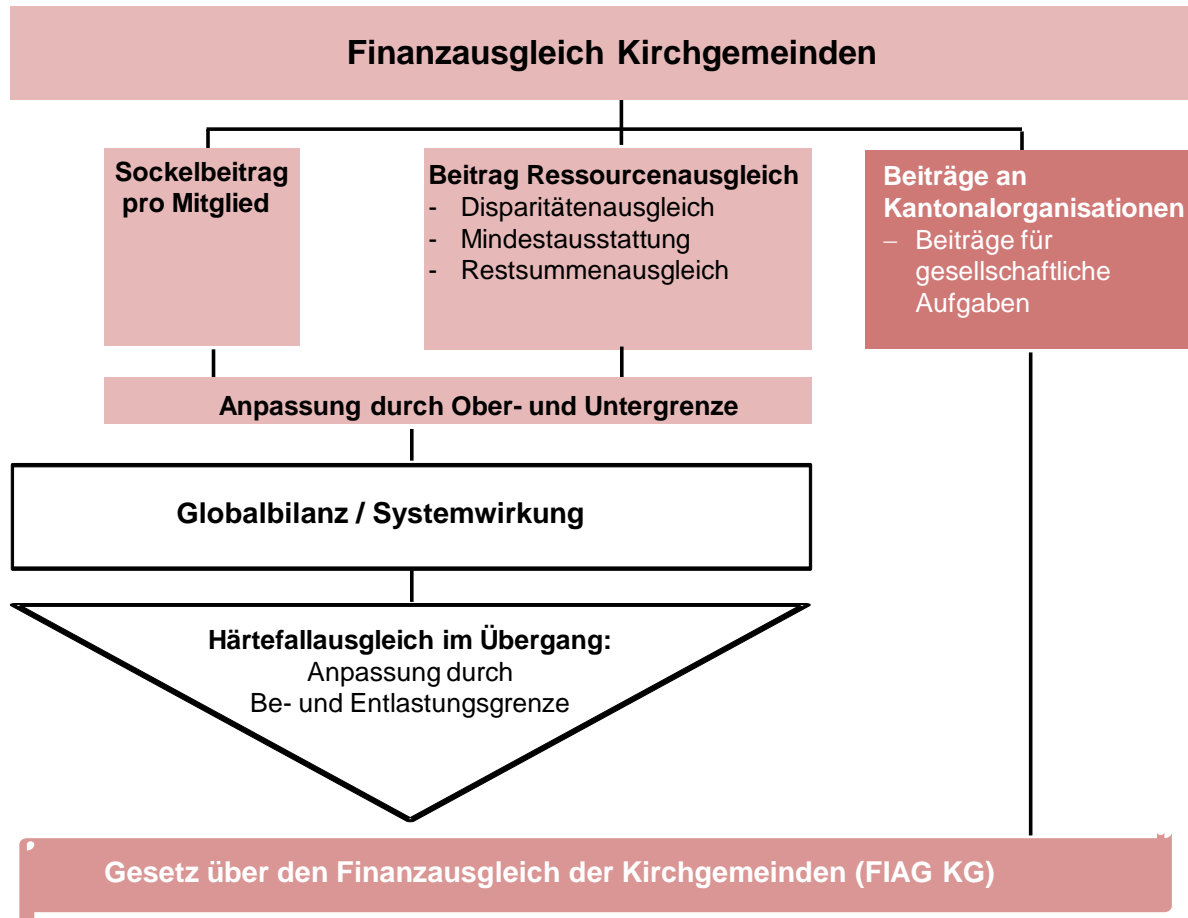 Finanzausgleich Kirchgemeinden
Sockelbeitrag
pro Mitglied
Beitrag Ressourcenausgleich
- Disparitätenausgleich
- Mindestausstattung
- Restsummenausgleich
Beiträge an
Kantonalorganisationen
– Beiträge für
gesellschaftliche
Aufgaben
Anpassung durch Ober- und Untergrenze
Globalbilanz / Systemwirkung
Härtefallausgleich im Übergang:
Anpassung durch
Be- und Entlastungsgrenze
Gesetz über den Finanzausgleich der Kirchgemeinden (FIAG KG)